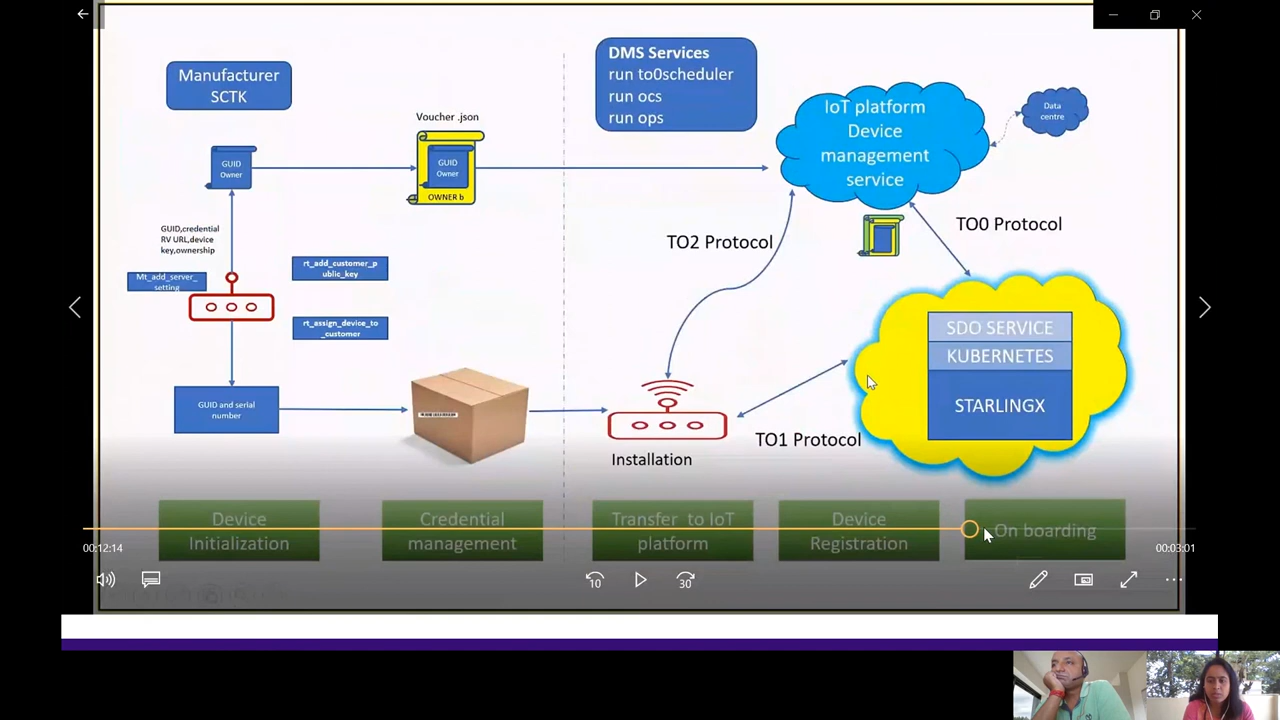 Manufacturer
SCTK
DMS Services
run to0scheduler
run ocs
run ops
IoT platform
Device
management
service
Data
centre
Voucher .json
GUID
Owner
GUID
Owner
OWNER b
GUID,credential
RV URL,device
key,ownership
Mt_add_server_
setting
rt_add_customer_p
ublic_key
rt_assign_device_to
_customer
TO2 Protocol
TO0 Protocol
SDO SERVICE
KUBERNETES
STARLINGX
GUID and serial
number
TO1 Protocol
Installation
Device
Initialization
Credential
management
Transfer to IoT
platform
Device
Registration
On boarding
00:12:14
00:03:01
10
30